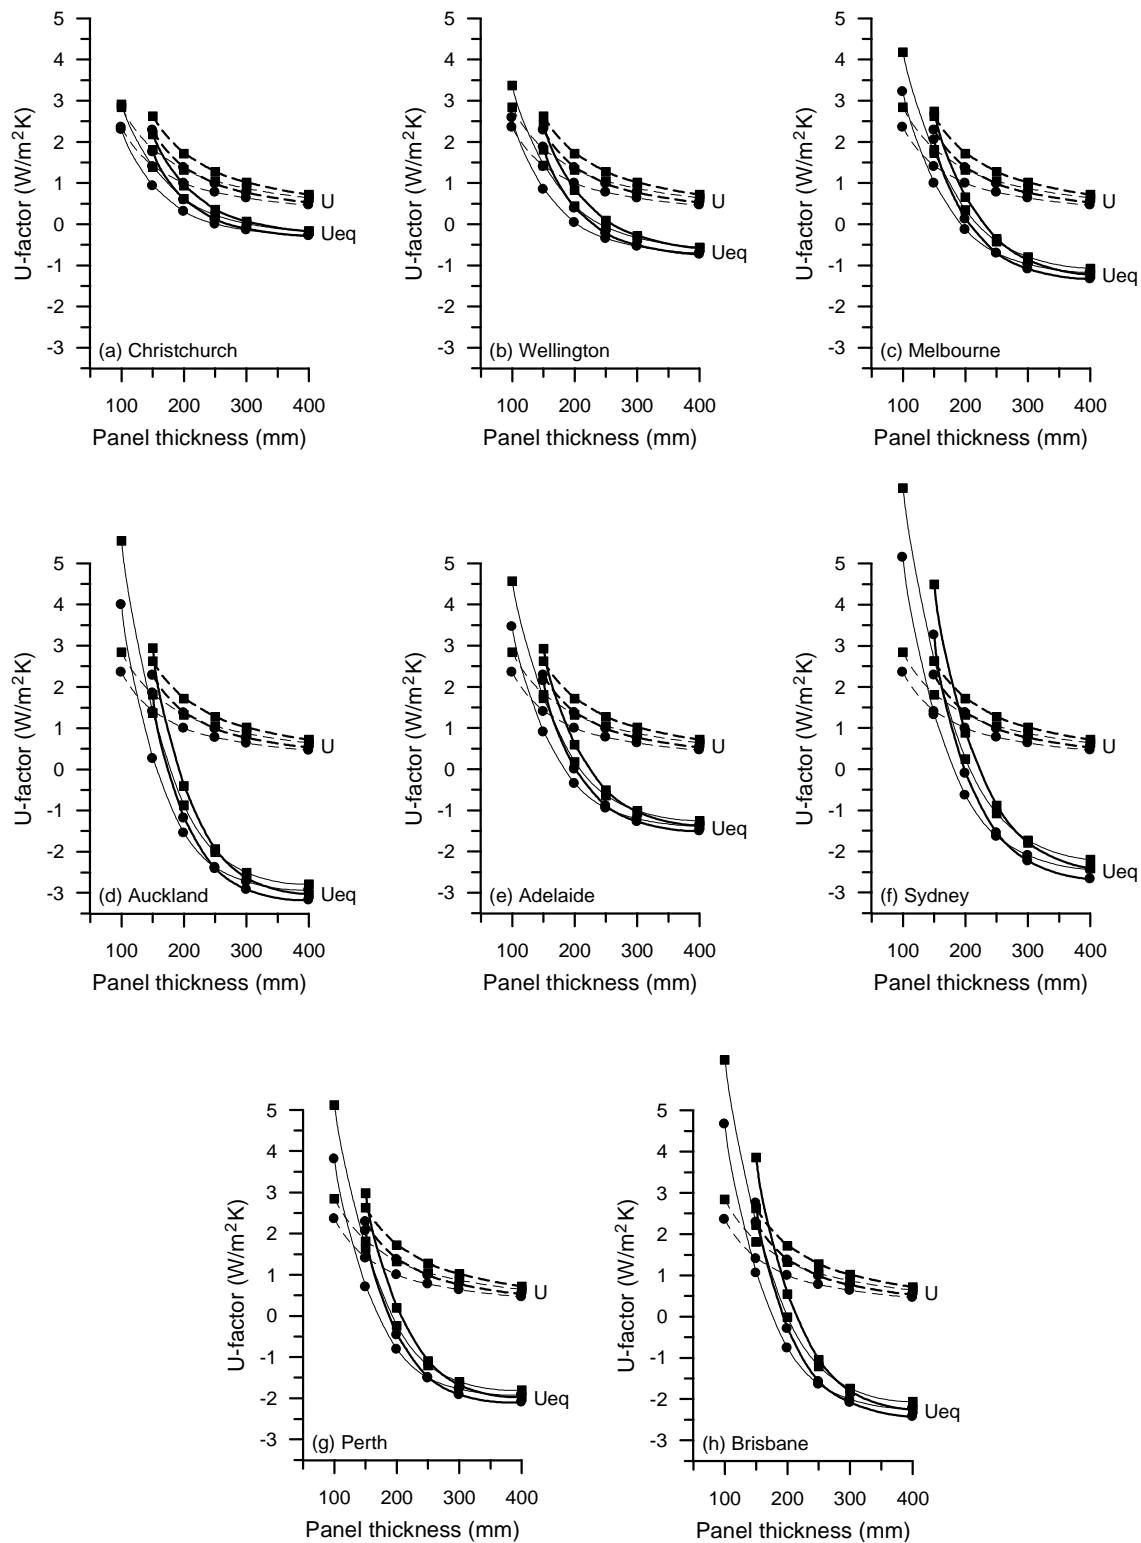 5
4
3
2
1
0
-1
-2
-3
U-factor (W/m²K)
U
Ueq
(a) Christchurch
100 200 300 400
Panel thickness (mm)
5
4
3
2
1
0
-1
-2
-3
U-factor (W/m²K)
U
Ueq
(b) Wellington
100 200 300 400
Panel thickness (mm)
5
4
3
2
1
0
-1
-2
-3
U-factor (W/m²K)
U
Ueq
(c) Melbourne
100 200 300 400
Panel thickness (mm)
5
4
3
2
1
0
-1
-2
-3
U-factor (W/m²K)
U
Ueq
(d) Auckland
100 200 300 400
Panel thickness (mm)
5
4
3
2
1
0
-1
-2
-3
U-factor (W/m²K)
U
Ueq
(e) Adelaide
100 200 300 400
Panel thickness (mm)
5
4
3
2
1
0
-1
-2
-3
U-factor (W/m²K)
U
Ueq
(f) Sydney
100 200 300 400
Panel thickness (mm)
5
4
3
2
1
0
-1
-2
-3
U-factor (W/m²K)
U
Ueq
(g) Perth
100 200 300 400
Panel thickness (mm)
5
4
3
2
1
0
-1
-2
-3
U-factor (W/m²K)
U
Ueq
(h) Brisbane
100 200 300 400
Panel thickness (mm)